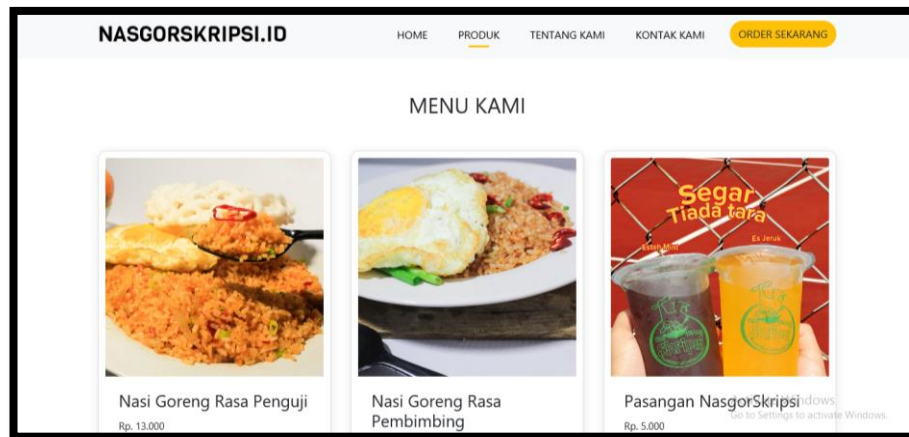 NASGORSKRIPSI.ID
HOME PRODUK TENTANG KAMI KONTAK KAMI ORDER SEKARANG
MENU KAMI
Segar
Tiada tara
Es Jeruk
Skripsi
Skripsi
Nasi Goreng Rasa Penguji
Rp. 13.000
Nasi Goreng Rasa
Pembimbing
Pasangan NasgorSkripsi
Rp. 5.000
Go to Settings to activate Windows.